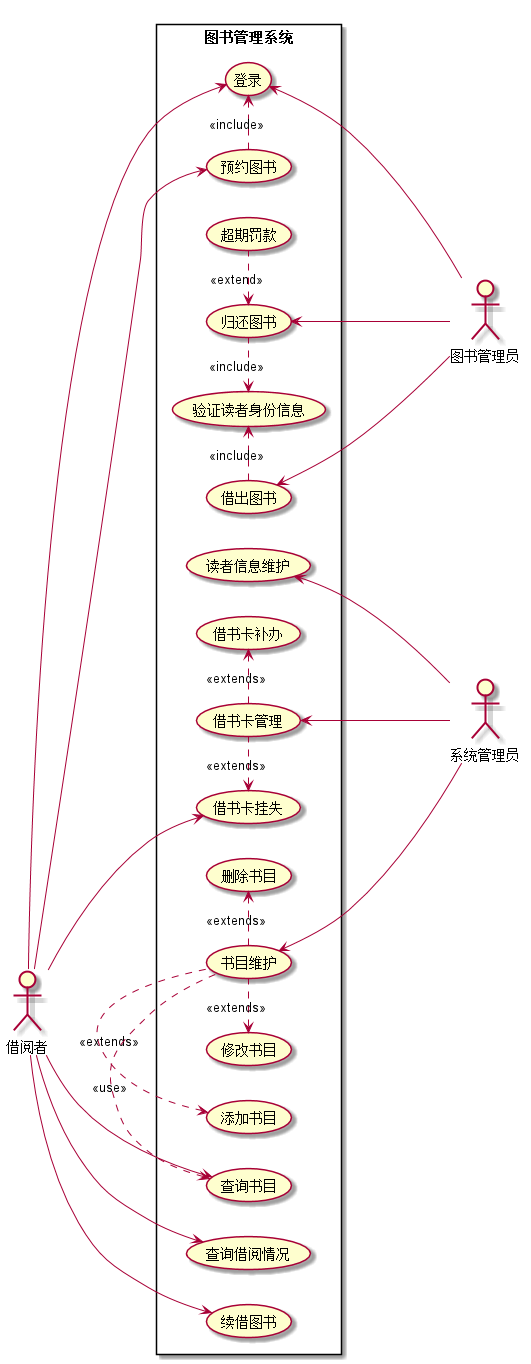 图书管理系统
登录
«include»
预约图书
超期罚款
«extend»
归还图书
图书管理员
«include»
验证读者身份信息
«include»
借出图书
读者信息维护
借书卡补办
«extends»
借书卡管理
系统管理员
«extends»
借书卡挂失
删除书目
«extends»
书目维护
«extends»
借阅者
«extends»
修改书目
«use»
添加书目
查询书目
查询借阅情况
续借图书